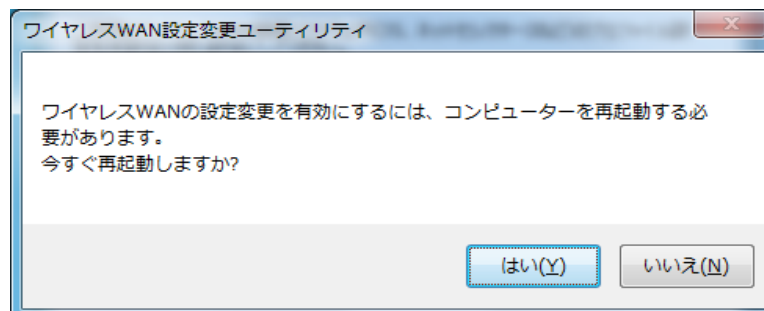 ワイヤレスWAN設定変更ユーティリティ
ワイヤレスWANの設定変更を有効にするには、コンピューターを再起動する必
要があります。
今すぐ再起動しますか?
はい(Y)
いいえ(N)